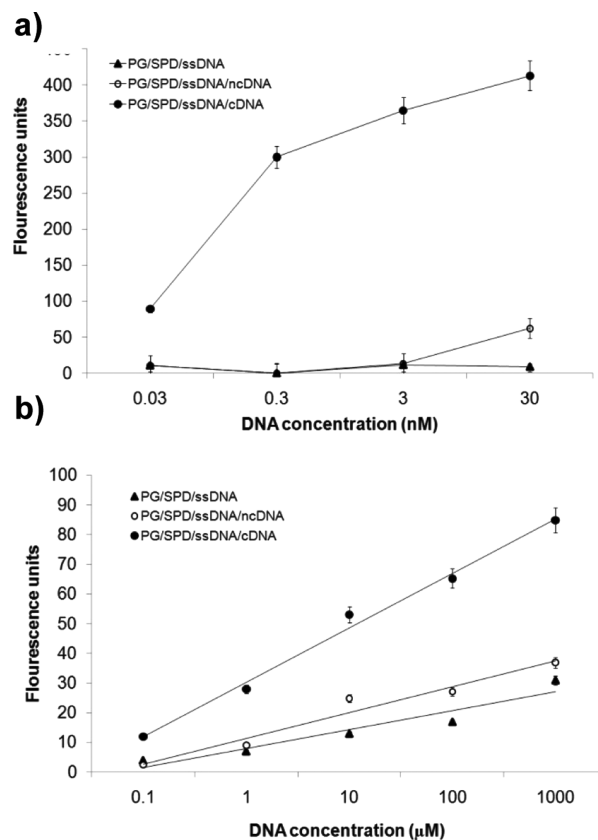 a)
PG/SPD/ssDNA
PG/SPD/ssDNA/ncDNA
PG/SPD/ssDNA/cDNA
400
350
300
250
200
150
100
50
0
Flourescence units
0.03 0.3 3 30
DNA concentration (nM)
b)
100
90
80
70
60
50
40
30
20
10
0
PG/SPD/ssDNA
PG/SPD/ssDNA/ncDNA
PG/SPD/ssDNA/cDNA
Flourescence units
0.1 1 10 100 1000
DNA concentration (µM)